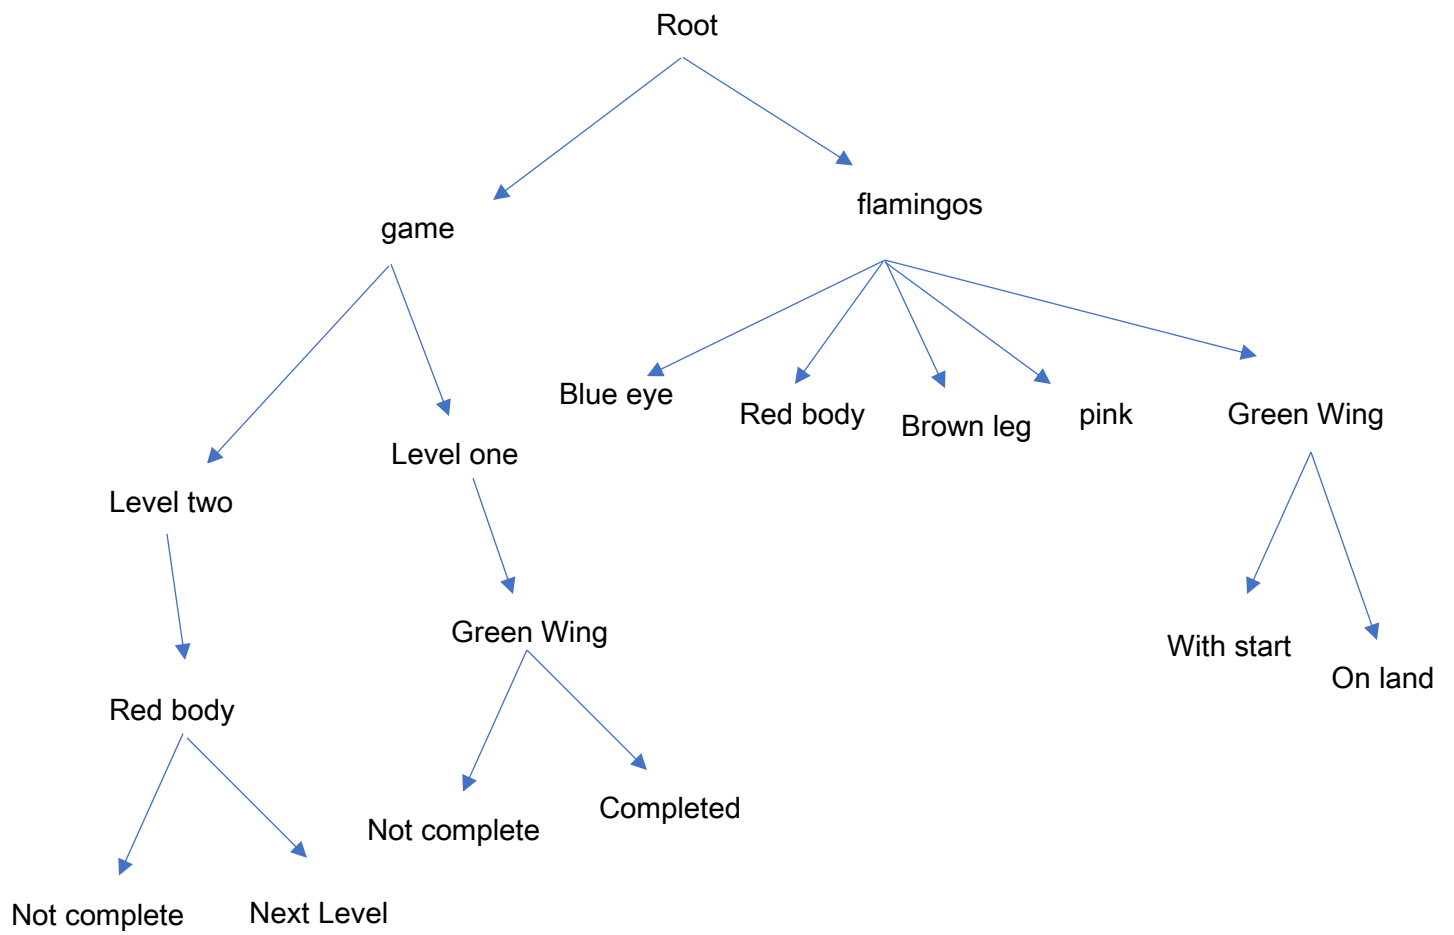 Root
game
flamingos
Blue eye
Red body
Brown leg
pink
Green Wing
Level one
Level two
Green Wing
With start
On land
Red body
Not complete
Completed
Not complete
Next Level